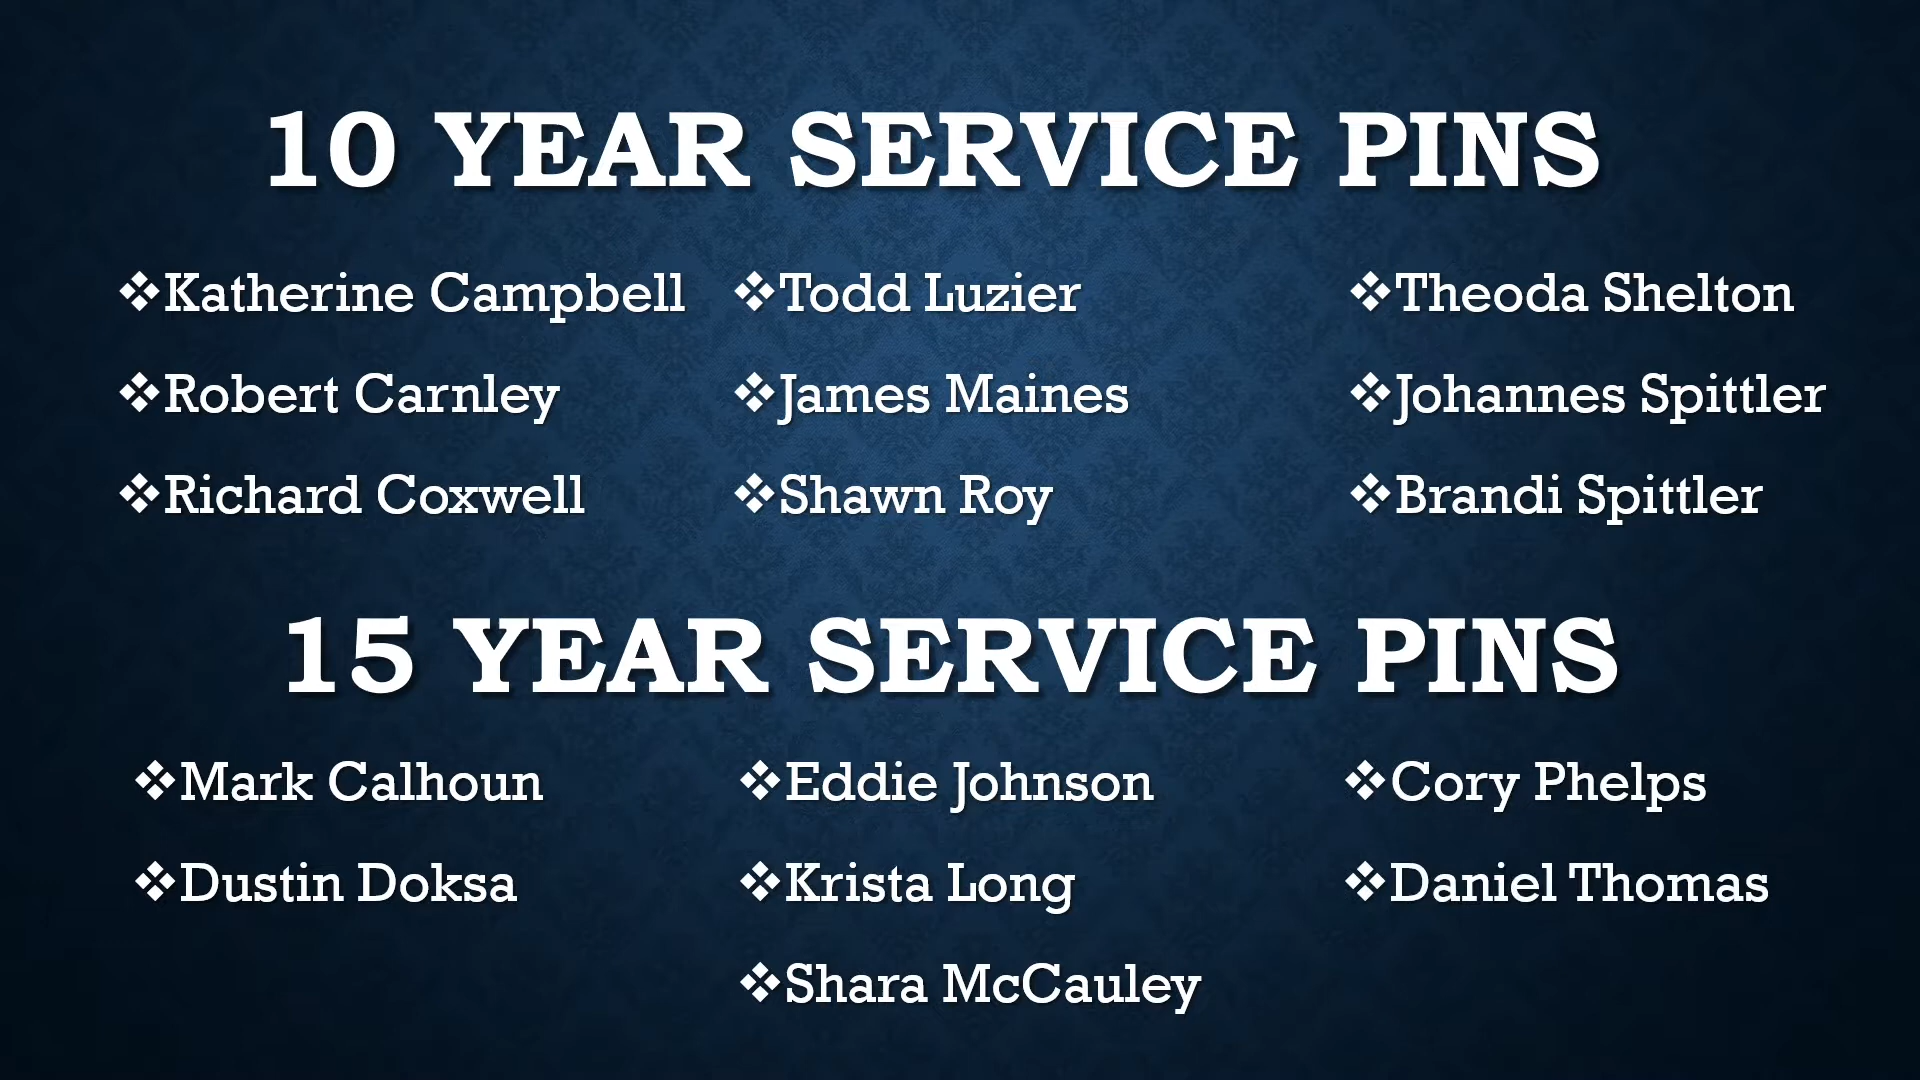 10 YEAR SERVICE PINS
❖Katherine Campbell ❖Todd Luzier ❖Theoda Shelton
❖Robert Carnley ❖James Maines ❖Johannes Spittler
❖Richard Coxwell ❖Shawn Roy ❖Brandi Spittler
15 YEAR SERVICE PINS
❖Mark Calhoun ❖Eddie Johnson ❖Cory Phelps
❖Dustin Doksa ❖Krista Long ❖Daniel Thomas
❖Shara McCauley